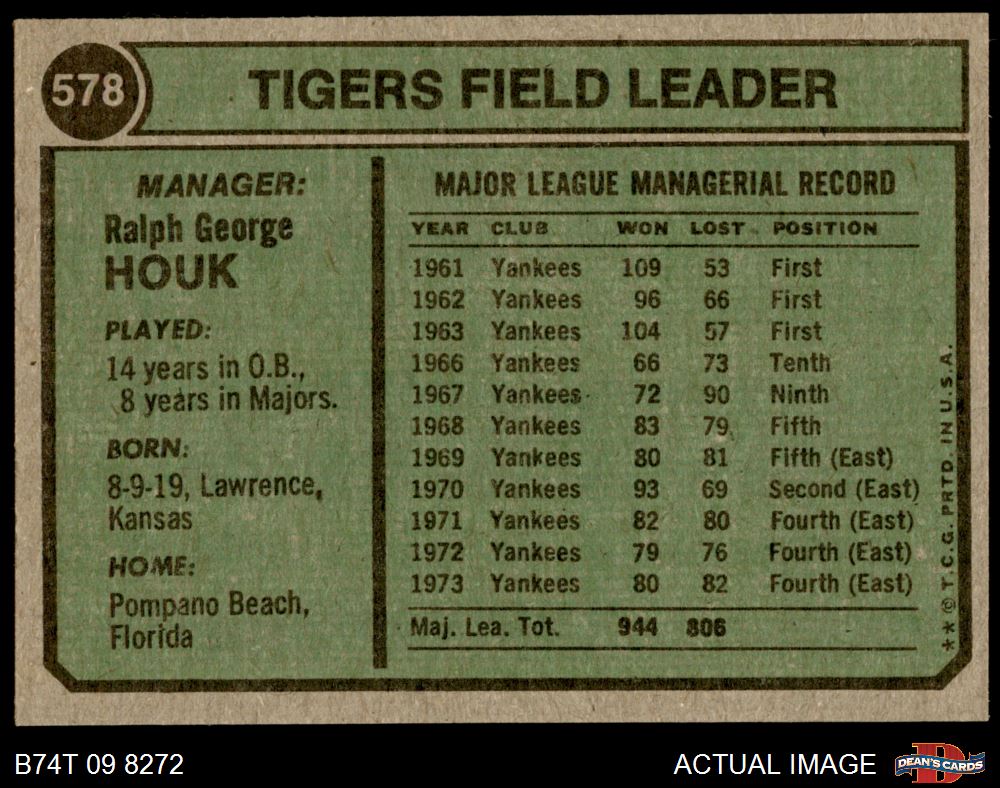 578
TIGERS FIELD LEADER
MANAGER:
Ralph George
HOUK
PLAYED:
14 years in O.B.,
8 years in Majors.
BORN:
8-9-19, Lawrence,
Kansas
HOME:
Pompano Beach,
Florida
MAJOR LEAGUE MANAGERIAL RECORD
YEAR CLUB WON LOST POSITION
1961 Yankees 109 53 First
1962 Yankees 96 66 First
1963 Yankees 104 57 First
1966 Yankees 66 73 Tenth
1967 Yankees 72 90 Ninth
1968 Yankees 83 79 Fifth
1969 Yankees 80 81 Fifth (East)
1970 Yankees 93 69 Second (East)
1971 Yankees 82 80 Fourth (East)
1972 Yankees 79 76 Fourth (East)
1973 Yankees 80 82 Fourth (East)
Maj. Lea. Tot. 944 806
**© T.C.G. PRTD. IN U.S.A.
B74T 09 8272
ACTUAL IMAGE
D
DEAN'S CARDS